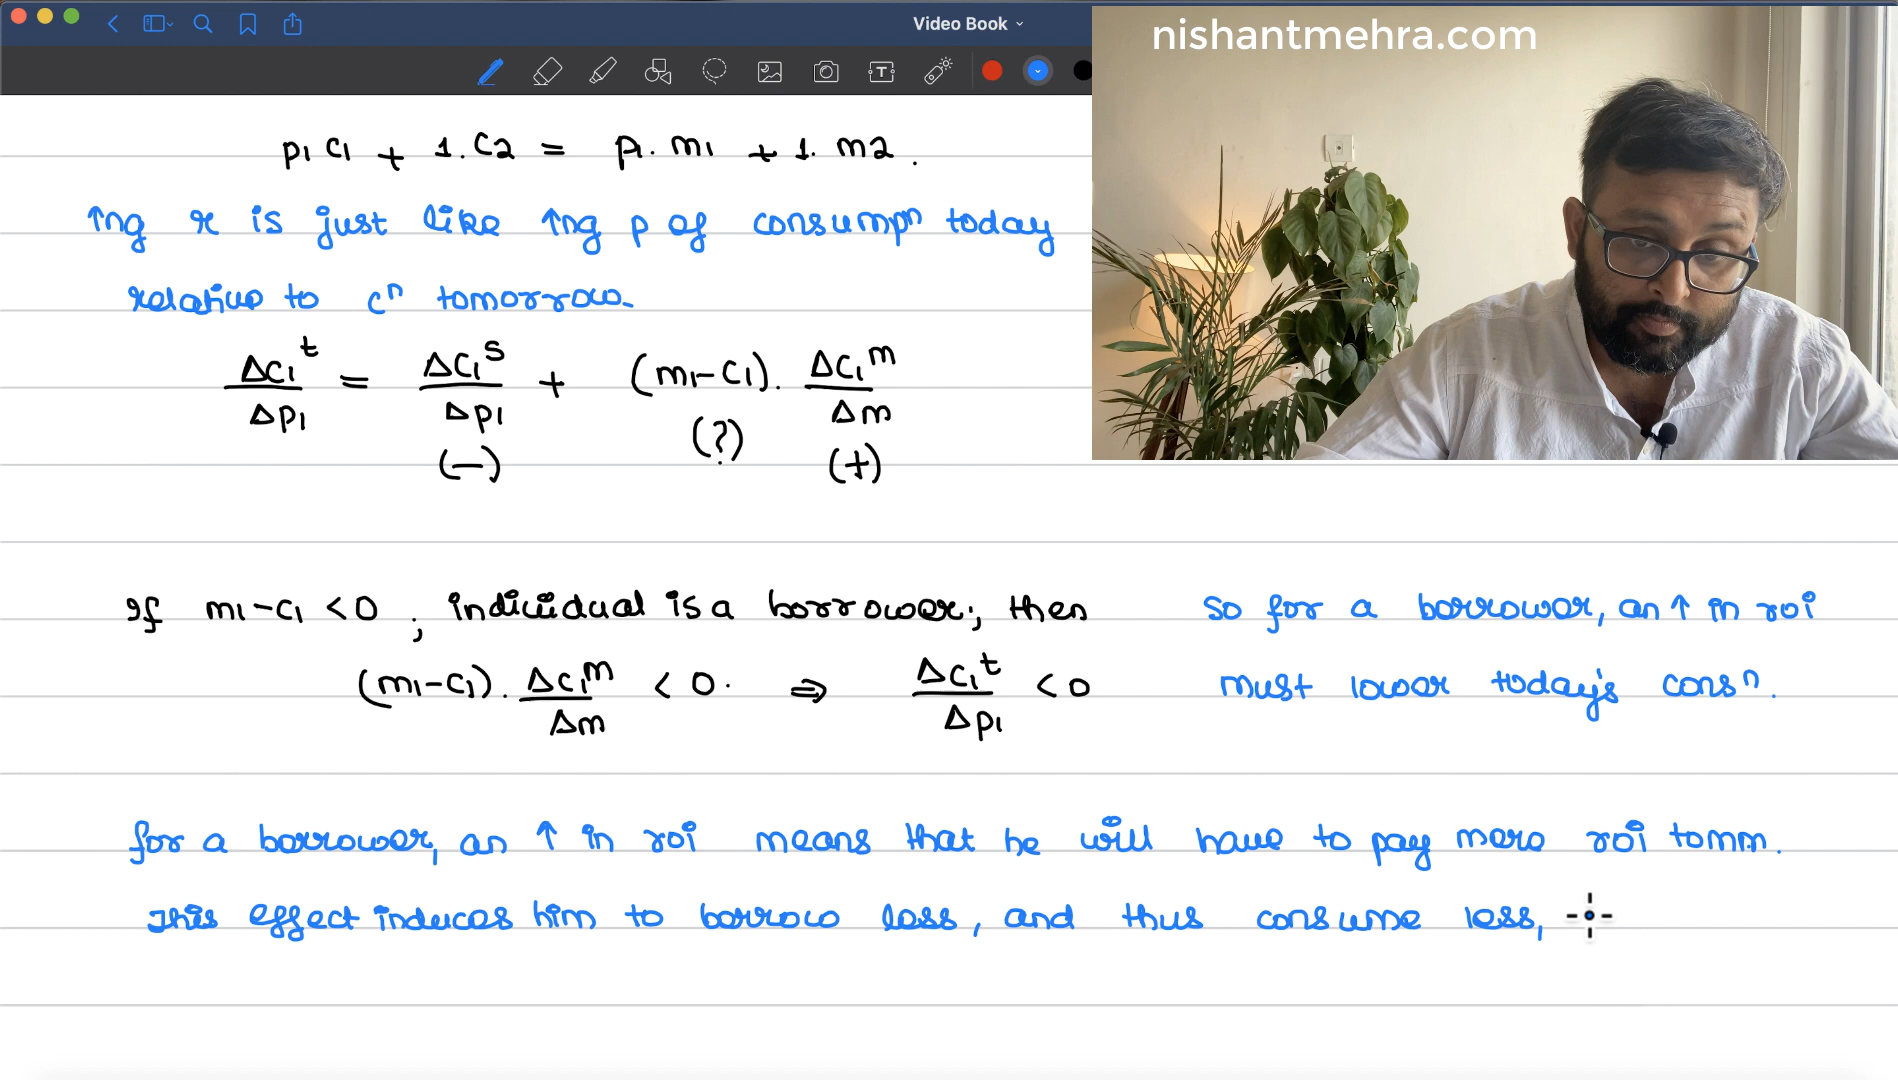 Video Book
nishantmehra.com
p1 c1 + 1.c2 = p1. m1 + 1. m2.
↑ng r is just like ↑ng p of consumpⁿ today
relative to cⁿ tomorrow.
Δc1ᵗ/Δp1 = Δc1ˢ/Δp1 + (m1-c1). Δc1ᵐ/Δm
(-) (?) (+)
If m1-c1 <0 ; individual is a borrower; then
(m1-c1). Δc1ᵐ/Δm < 0. ⇒ Δc1ᵗ/Δp1 < 0
so for a borrower, an ↑ in roi
must lower today's consⁿ.
for a borrower, an ↑ in roi means that he will have to pay more roi tomm.
This effect induces him to borrow less, and thus consume less,